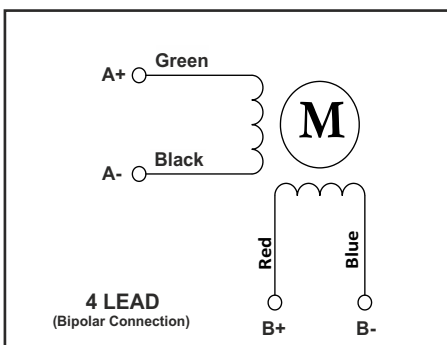 Green
A+
M
Black
A-
Red
Blue
4 LEAD
(Bipolar Connection)
B+
B-